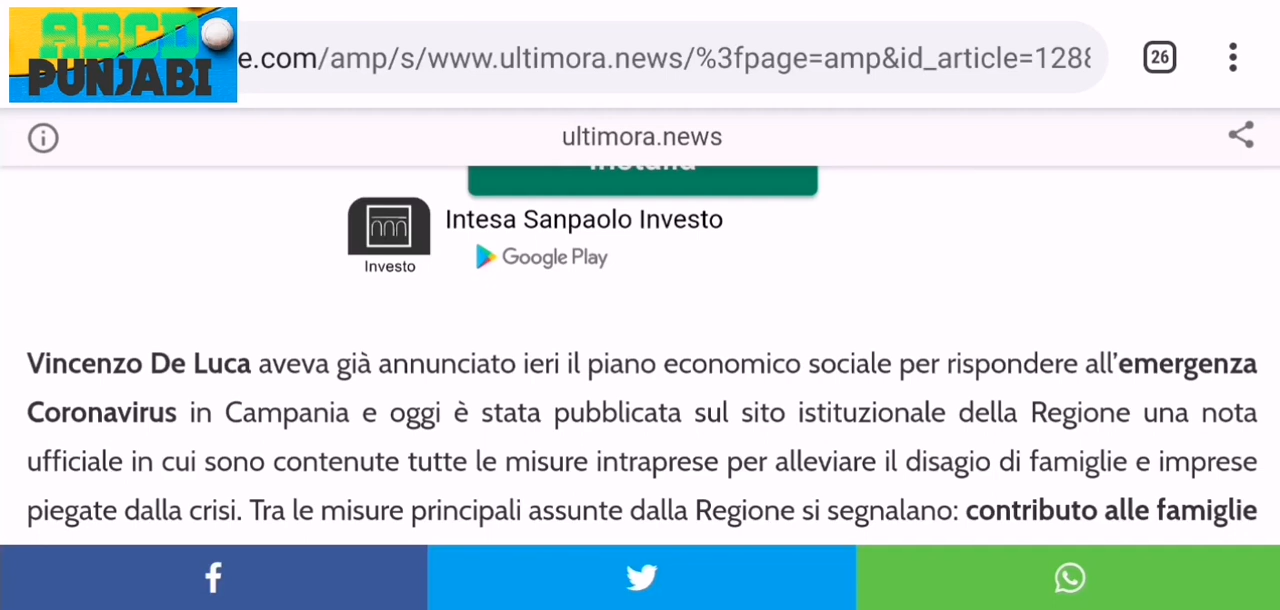 ABCD
PUNJABI
e.com/amp/s/www.ultimora.news/%3fpage=amp&id_article=1288
26
ultimora.news
Installa
Intesa Sanpaolo Investo
Google Play
Investo
Vincenzo De Luca aveva già annunciato ieri il piano economico sociale per rispondere all’emergenza
Coronavirus in Campania e oggi è stata pubblicata sul sito istituzionale della Regione una nota
ufficiale in cui sono contenute tutte le misure intraprese per alleviare il disagio di famiglie e imprese
piegate dalla crisi. Tra le misure principali assunte dalla Regione si segnalano: contributo alle famiglie